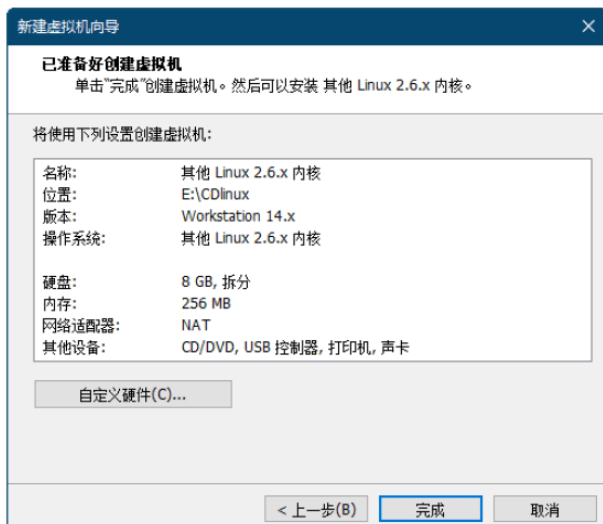 新建虚拟机向导
已准备好创建虚拟机
单击"完成"创建虚拟机。然后可以安装 其他 Linux 2.6.x 内核。
将使用下列设置创建虚拟机:
名称: 其他 Linux 2.6.x 内核
位置: E:\CDlinux
版本: Workstation 14.x
操作系统: 其他 Linux 2.6.x 内核
硬盘: 8 GB, 拆分
内存: 256 MB
网络适配器: NAT
其他设备: CD/DVD, USB 控制器, 打印机, 声卡
自定义硬件(C)...
< 上一步(B) 完成 取消